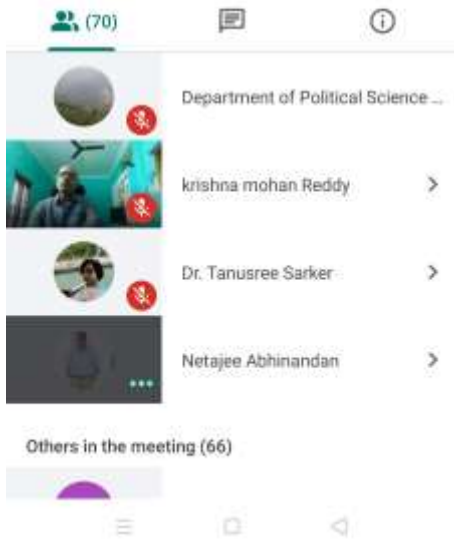 (70)
Department of Political Science ...
krishna mohan Reddy
Dr. Tanusree Sarker
Netajee Abhinandan
Others in the meeting (66)